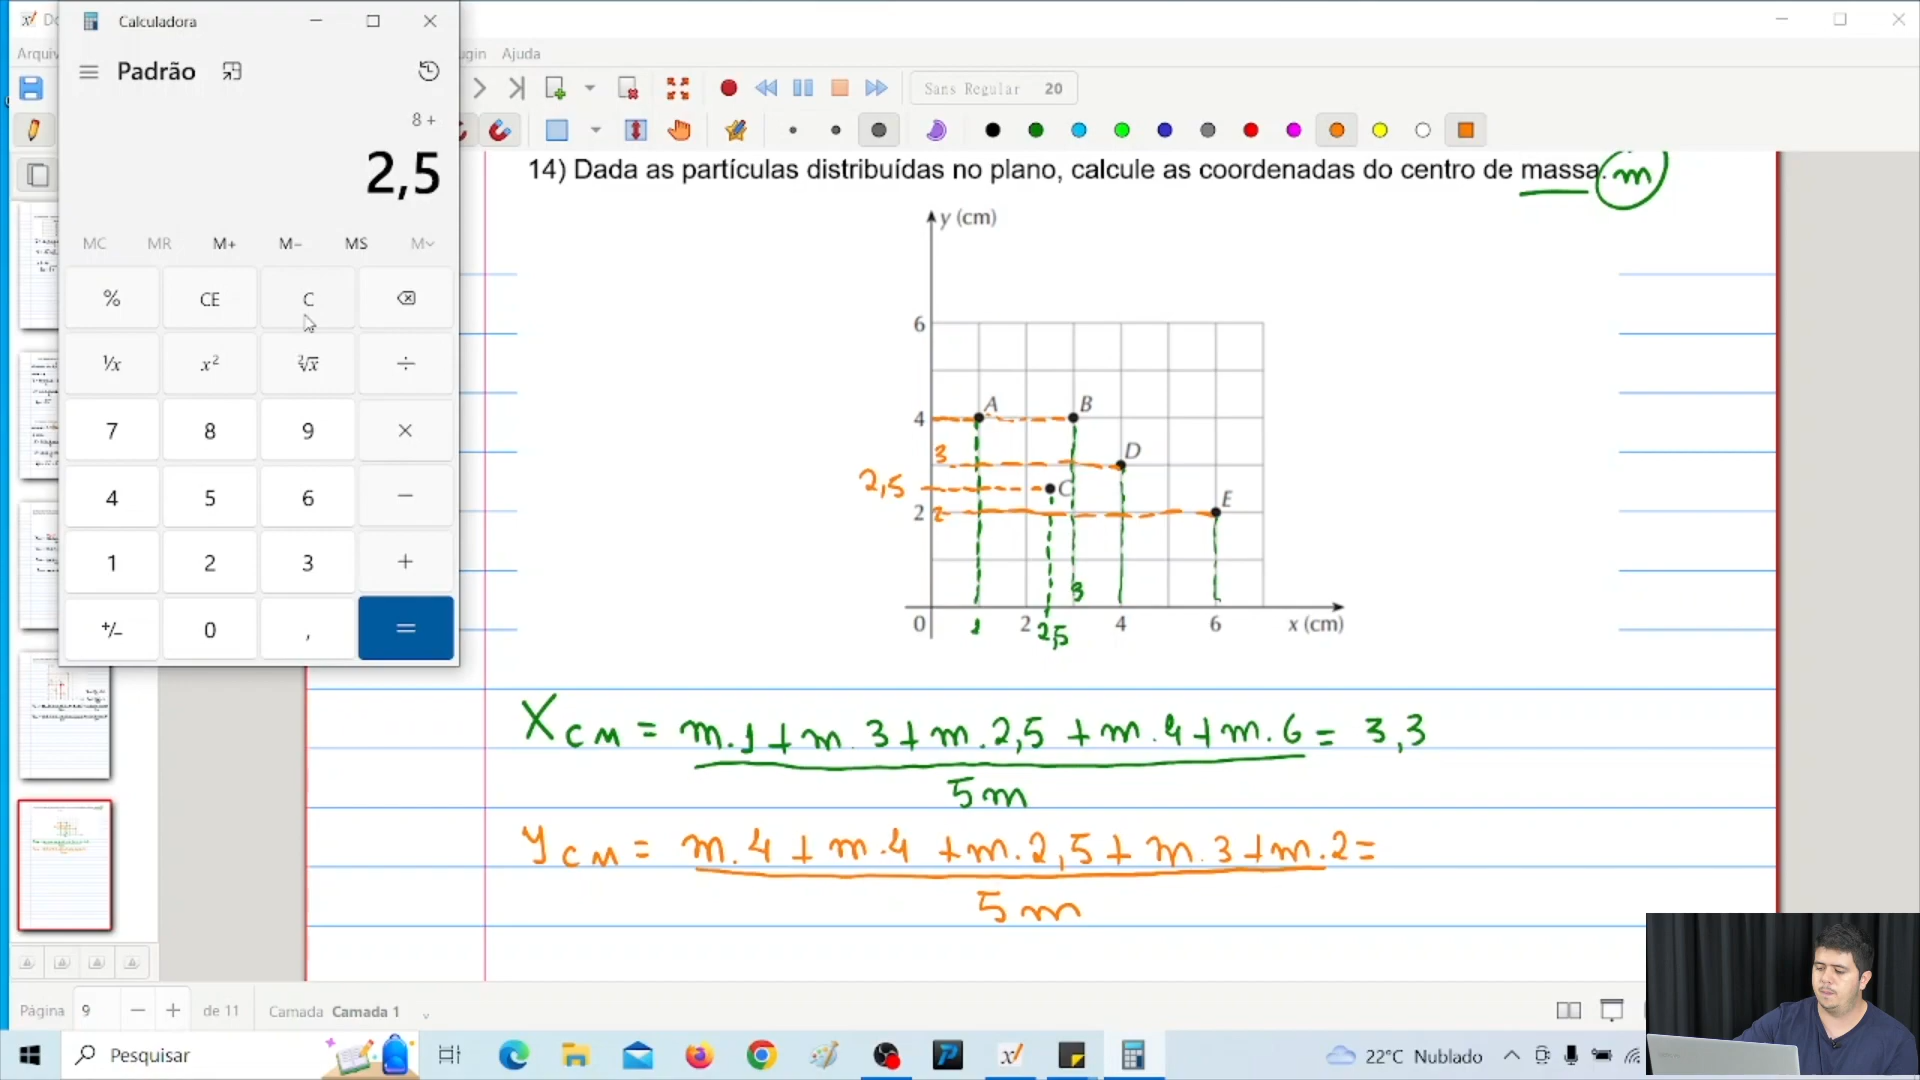 Calculadora
Arquiv
ugin Ajuda
Padrão
8 +
2,5
MC MR M+ M− MS M
% CE C
⅟x x² ²√x ÷
7 8 9 ×
4 5 6 −
1 2 3 +
+/− 0 , =
Sans Regular 20
14) Dada as partículas distribuídas no plano, calcule as coordenadas do centro de massa. m
y (cm)
6
A B
4
3 D
2,5 C
2 2 E
3
0 1 2 2,5 4 6 x (cm)
X CM = m.1 + m.3 + m.2,5 + m.4 + m.6 = 3,3
5m
Y CM = m.4 + m.4 + m.2,5 + m.3 + m.2 =
5m
Página 9 − + de 11 Camada Camada 1
Pesquisar
22°C Nublado